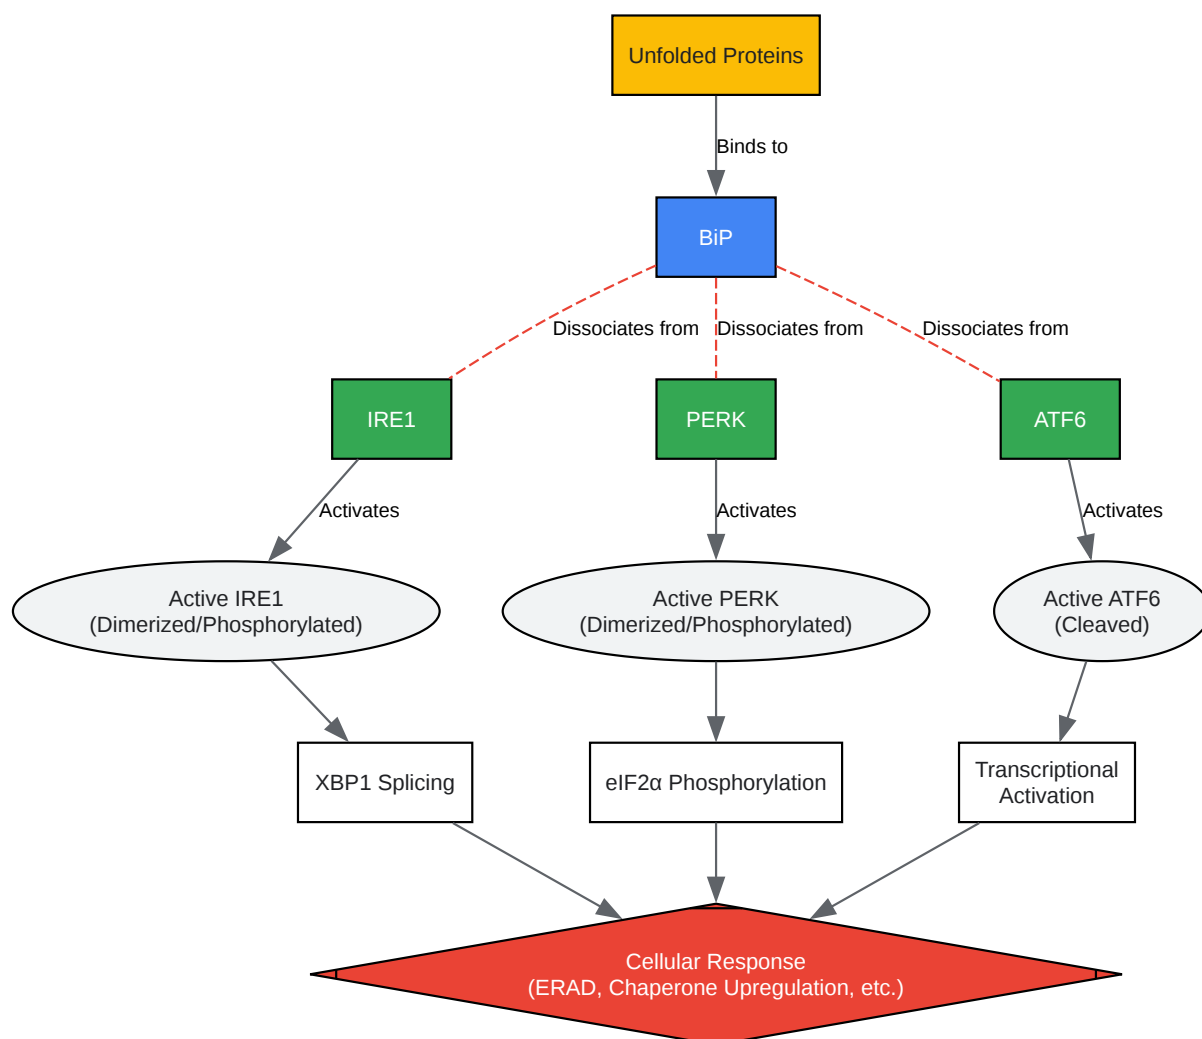 Unfolded Proteins
Binds to
BiP
Dissociates from
Dissociates from
Dissociates from
IRE1
PERK
ATF6
Activates
Activates
Activates
Active IRE1
(Dimerized/Phosphorylated)
Active PERK
(Dimerized/Phosphorylated)
Active ATF6
(Cleaved)
XBP1 Splicing
eIF2α Phosphorylation
Transcriptional
Activation
Cellular Response
(ERAD, Chaperone Upregulation, etc.)